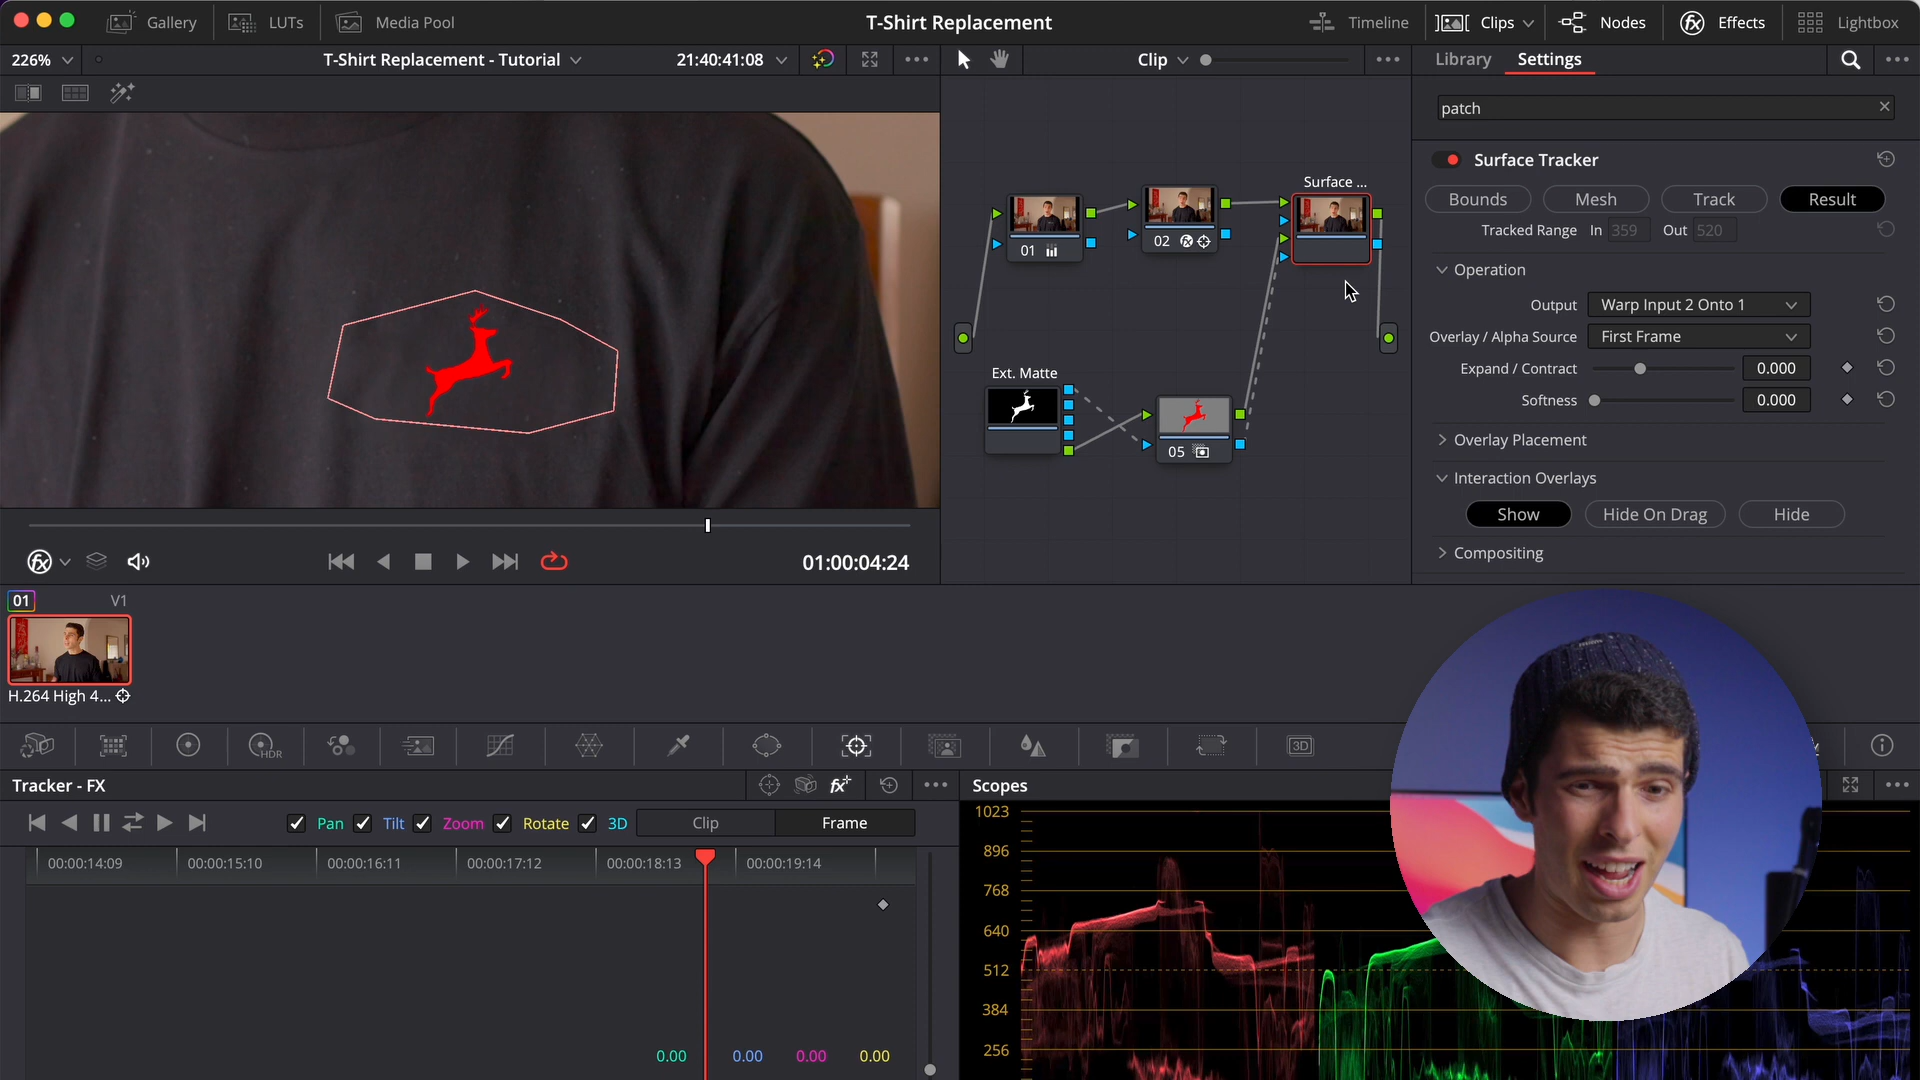 Gallery
LUTs
Media Pool
T-Shirt Replacement
Timeline
Clips
Nodes
Effects
Lightbox
226%
T-Shirt Replacement - Tutorial
21:40:41:08
Clip
Library
Settings
patch
Surface Tracker
Bounds
Mesh
Track
Result
Tracked Range
In
359
Out
520
Operation
Output
Warp Input 2 Onto 1
Overlay / Alpha Source
First Frame
Expand / Contract
0.000
Softness
0.000
Overlay Placement
Interaction Overlays
Show
Hide On Drag
Hide
Compositing
Surface ...
01
02
Ext. Matte
05
01:00:04:24
01
V1
H.264 High 4...
HDR
3D
Tracker - FX
Pan
Tilt
Zoom
Rotate
3D
Clip
Frame
00:00:14:09
00:00:15:10
00:00:16:11
00:00:17:12
00:00:18:13
00:00:19:14
0.00
0.00
0.00
0.00
Scopes
1023
896
768
640
512
384
256